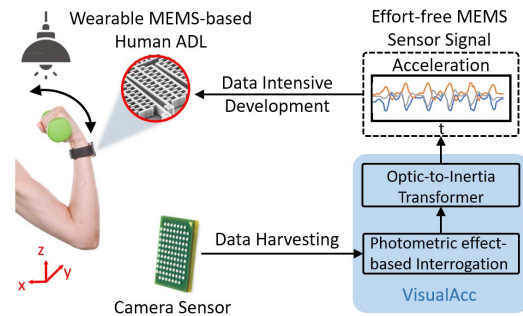 Wearable MEMS-based
Human ADL
Effort-free MEMS
Sensor Signal
Acceleration
t
Data Intensive
Development
Optic-to-Inertia
Transformer
Data Harvesting
Photometric effect-
based Interrogation
VisualAcc
z
y
x
Camera Sensor